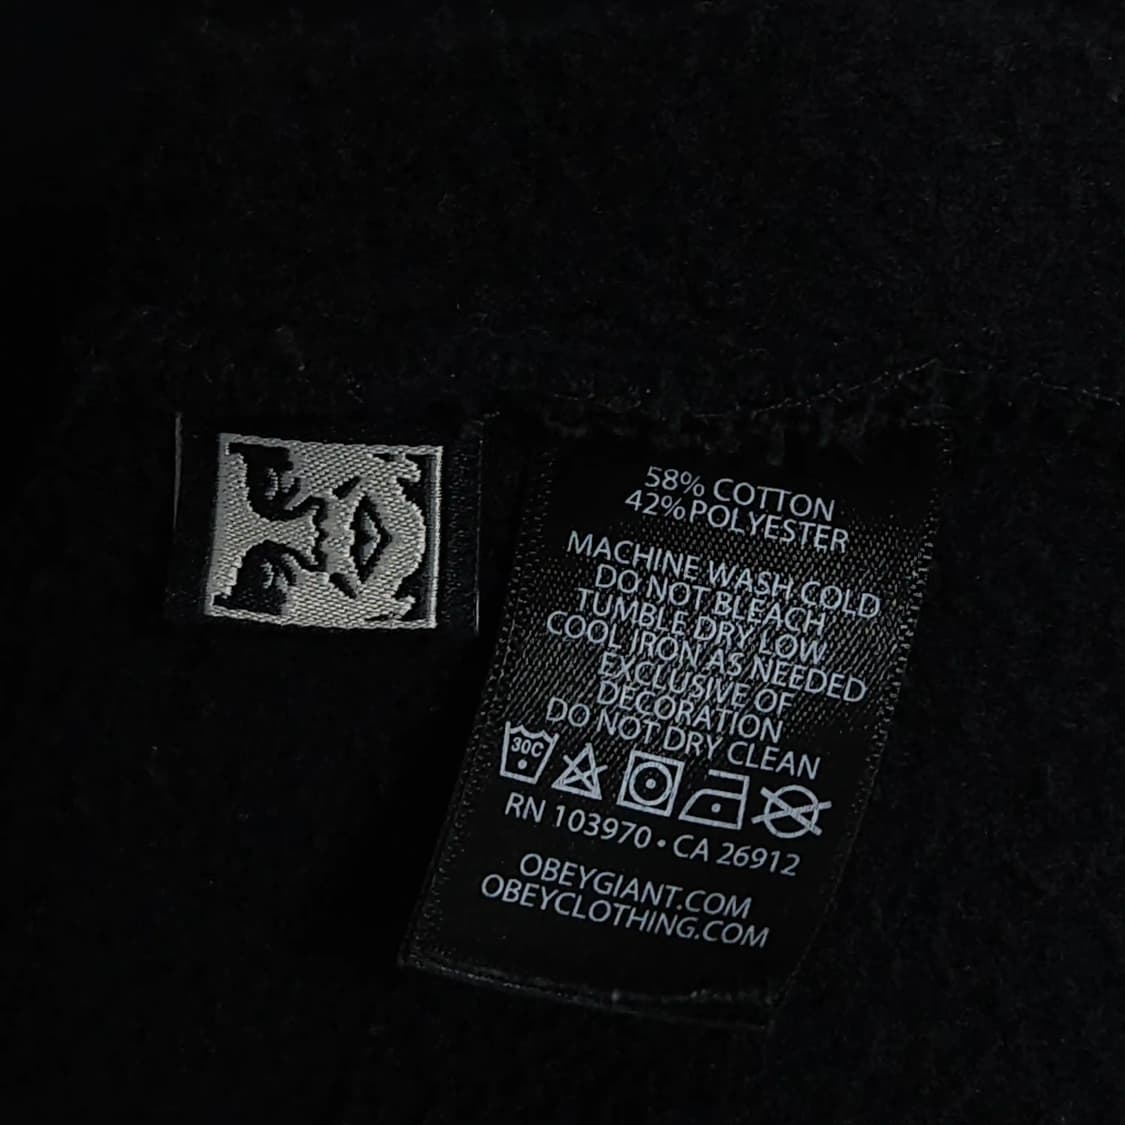 58% COTTON
42% POLYESTER
MACHINE WASH COLD
DO NOT BLEACH
TUMBLE DRY LOW
COOL IRON AS NEEDED
EXCLUSIVE OF
DECORATION
DO NOT DRY CLEAN
30C
RN 103970 • CA 26912
OBEYGIANT.COM
OBEYCLOTHING.COM